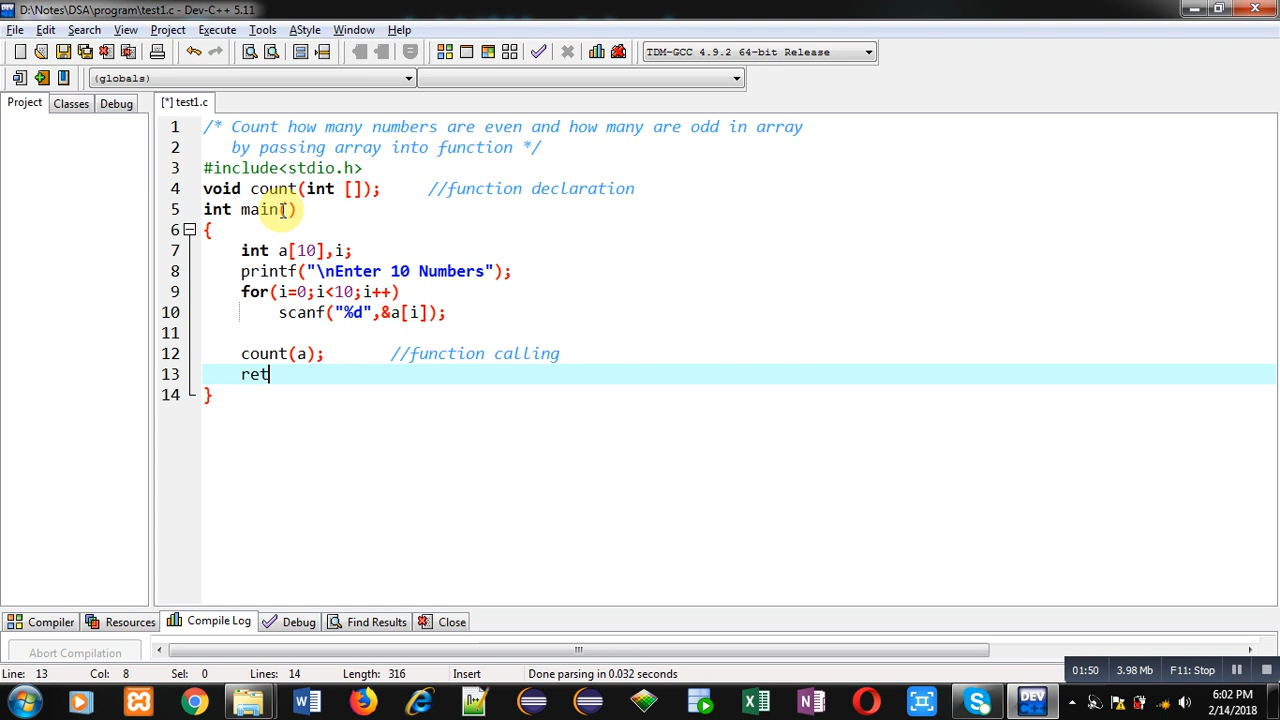 D:\Notes\DSA\program\test1.c - Dev-C++ 5.11
File Edit Search View Project Execute Tools AStyle Window Help
TDM-GCC 4.9.2 64-bit Release
(globals)
Project Classes Debug [*] test1.c
1 /* Count how many numbers are even and how many are odd in array
2 by passing array into function */
3 #include<stdio.h>
4 void count(int []); //function declaration
5 int main()
6 {
7 int a[10],i;
8 printf("\nEnter 10 Numbers");
9 for(i=0;i<10;i++)
10 scanf("%d",&a[i]);
11
12 count(a); //function calling
13 ret
14 }
Compiler Resources Compile Log Debug Find Results Close
Abort Compilation
Line: 13 Col: 8 Sel: 0 Lines: 14 Length: 316 Insert Done parsing in 0.032 seconds
01:50 3.98 Mb F11: Stop
6:02 PM
2/14/2018